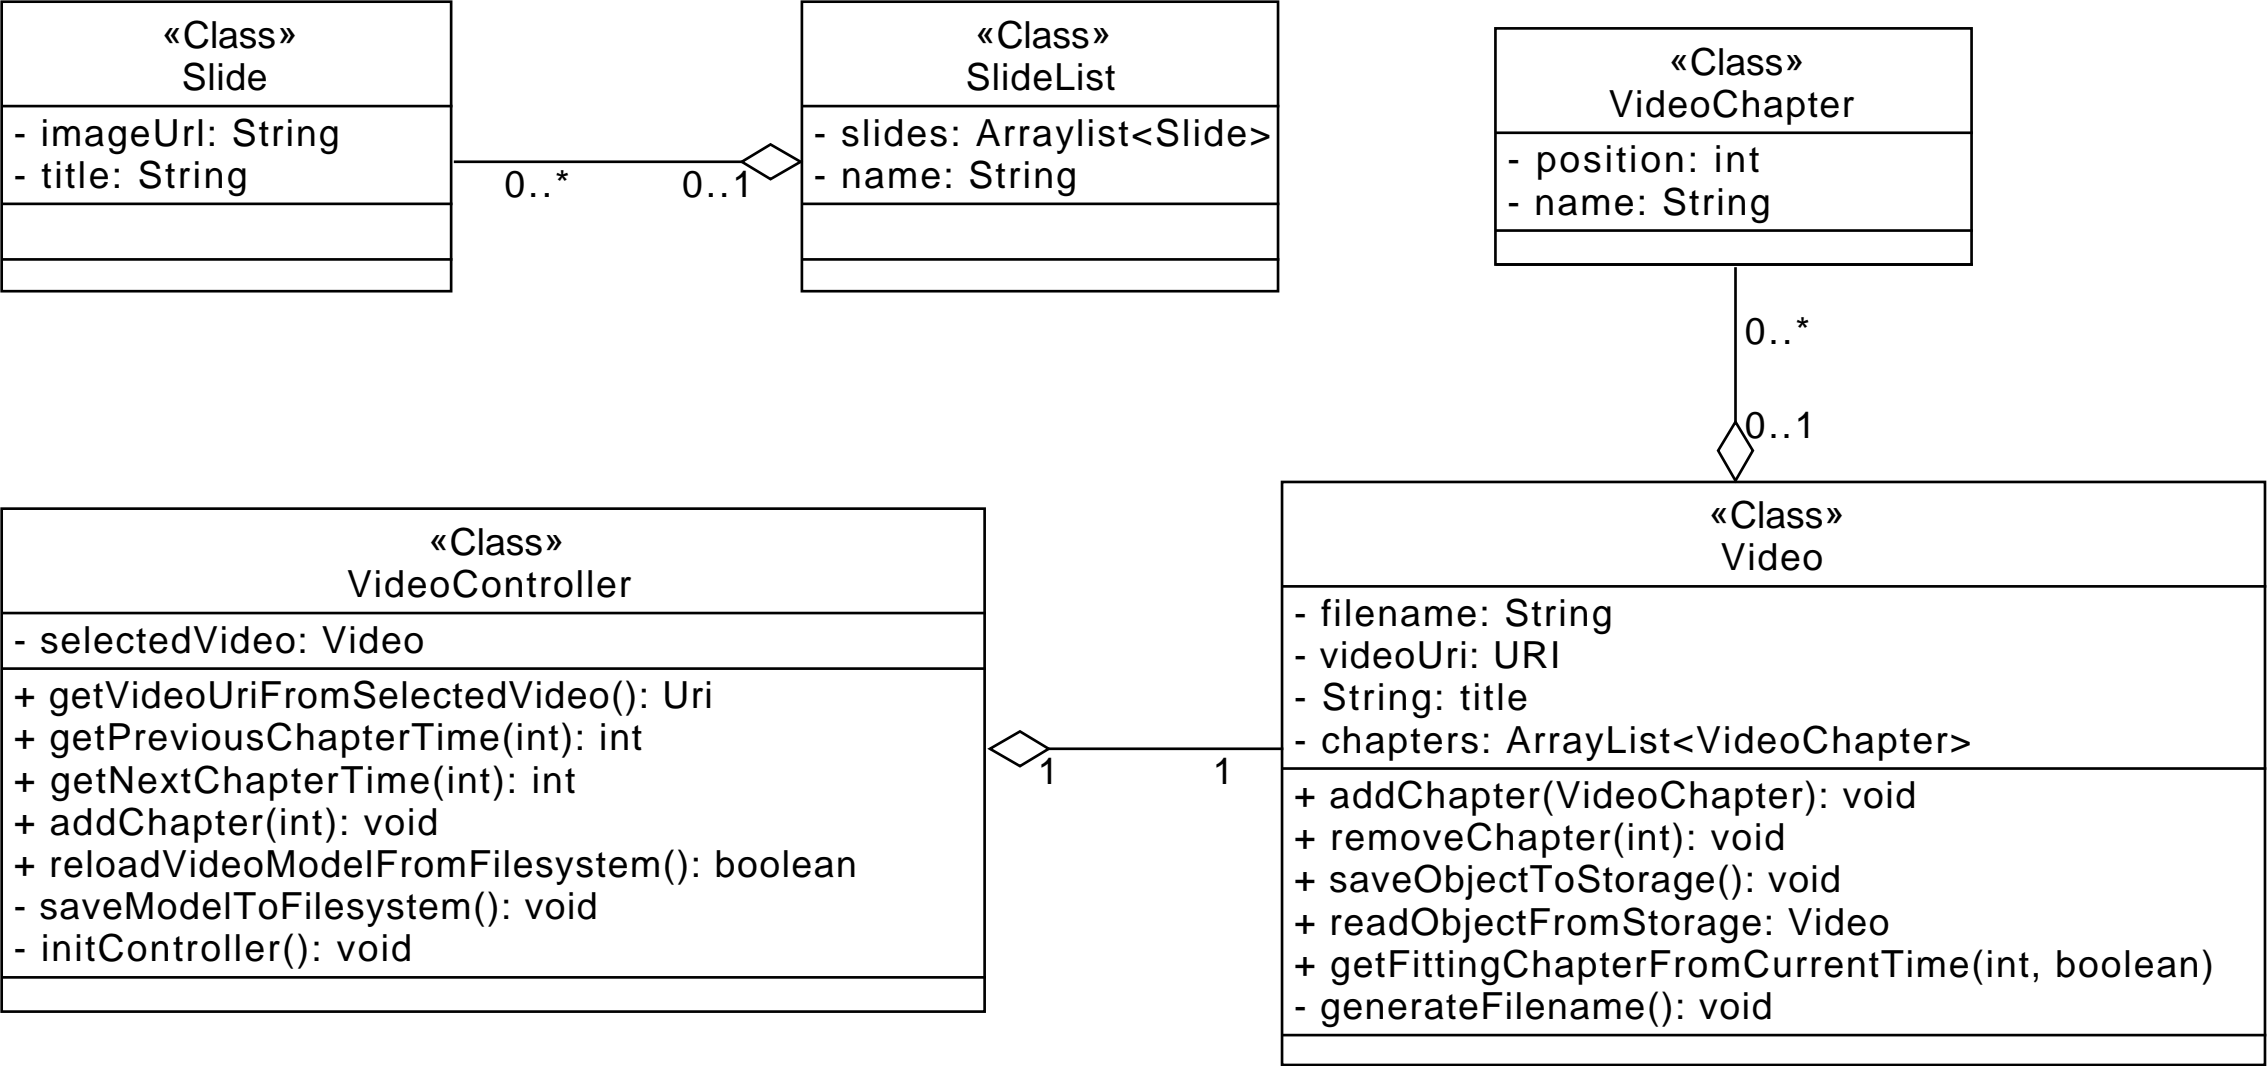 «Class»
Slide
- imageUrl: String
- title: String
0..*
0..1
«Class»
SlideList
- slides: Arraylist<Slide>
- name: String
«Class»
VideoChapter
- position: int
- name: String
0..*
0..1
«Class»
VideoController
- selectedVideo: Video
+ getVideoUriFromSelectedVideo(): Uri
+ getPreviousChapterTime(int): int
+ getNextChapterTime(int): int
+ addChapter(int): void
+ reloadVideoModelFromFilesystem(): boolean
- saveModelToFilesystem(): void
- initController(): void
1
1
«Class»
Video
- filename: String
- videoUri: URI
- String: title
- chapters: ArrayList<VideoChapter>
+ addChapter(VideoChapter): void
+ removeChapter(int): void
+ saveObjectToStorage(): void
+ readObjectFromStorage: Video
+ getFittingChapterFromCurrentTime(int, boolean)
- generateFilename(): void